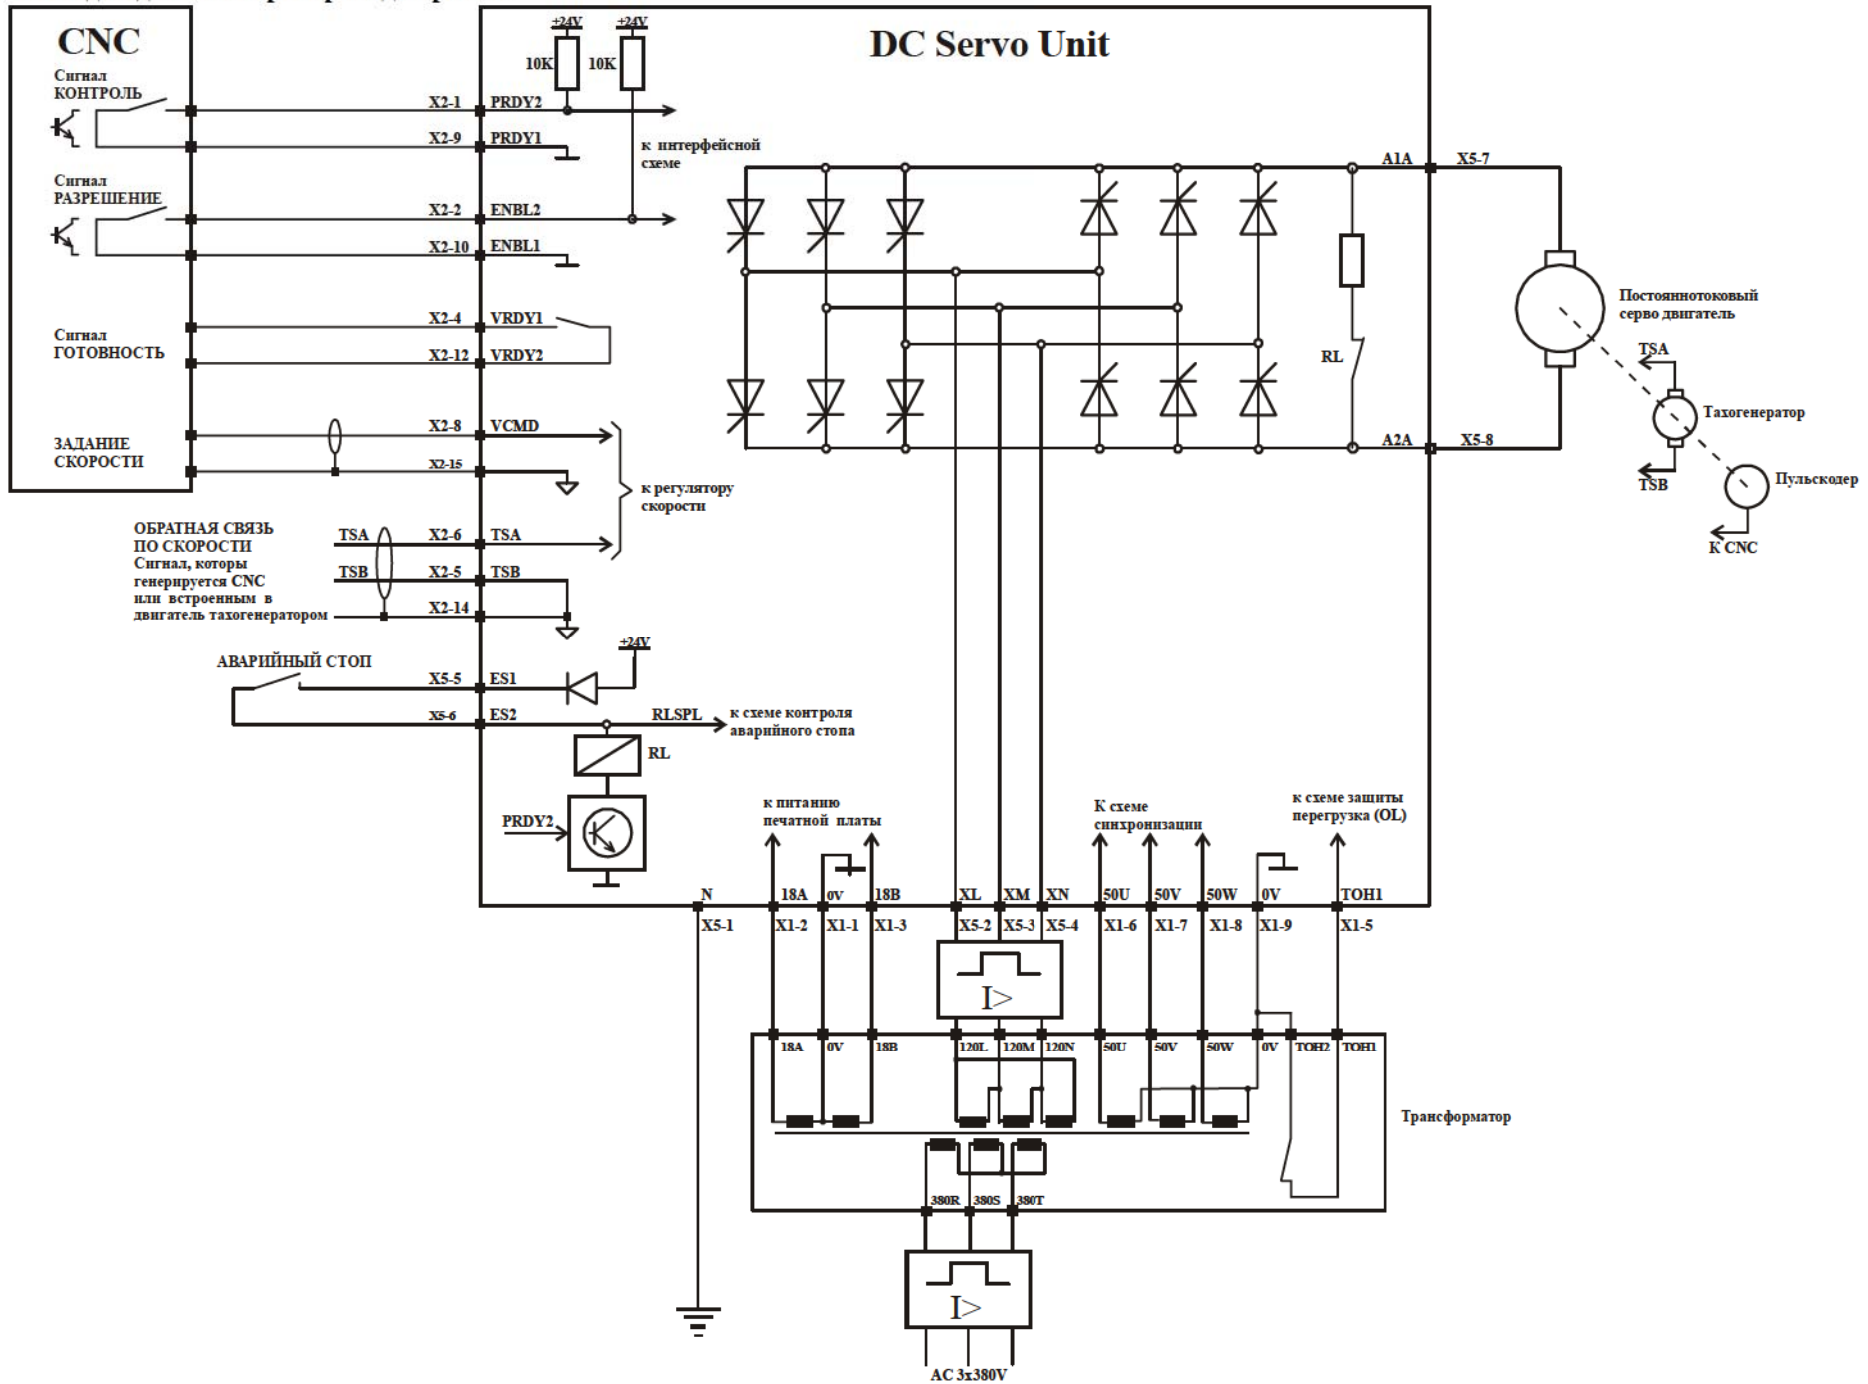 CNC
DC Servo Unit
+24V
+24V
10K
10K
Сигнал
КОНТРОЛЬ
X2-1
PRDY2
X2-9
PRDY1
к интерфейсной
схеме
Сигнал
РАЗРЕШЕНИЕ
X2-2
ENBL2
X2-10
ENBL1
X2-4
VRDY1
Сигнал
ГОТОВНОСТЬ
X2-12
VRDY2
X2-8
VCMD
ЗАДАНИЕ
СКОРОСТИ
X2-15
к регулятору
скорости
ОБРАТНАЯ СВЯЗЬ
ПО СКОРОСТИ
Сигнал, которы
генерируется CNC
или встроенным в
двигатель тахогенератором
TSA
X2-6
TSA
TSB
X2-5
TSB
X2-14
A1A
X5-7
RL
A2A
X5-8
Постояннотоковый
серво двигатель
TSA
Тахогенератор
TSB
Пульскодер
К CNC
+24V
АВАРИЙНЫЙ СТОП
X5-5
ES1
X5-6
ES2
RLSPL
к схеме контроля
аварийного стопа
RL
PRDY2
к питанию
печатной платы
К схеме
синхронизации
к схеме защиты
перегрузка (OL)
N
18A
0V
18B
XL
XM
XN
50U
50V
50W
0V
TOH1
X5-1
X1-2
X1-1
X1-3
X5-2
X5-3
X5-4
X1-6
X1-7
X1-8
X1-9
X1-5
I>
18A
0V
18B
120L
120M
120N
50U
50V
50W
0V
TOH2
TOH1
Трансформатор
380R
380S
380T
I>
AC 3x380V